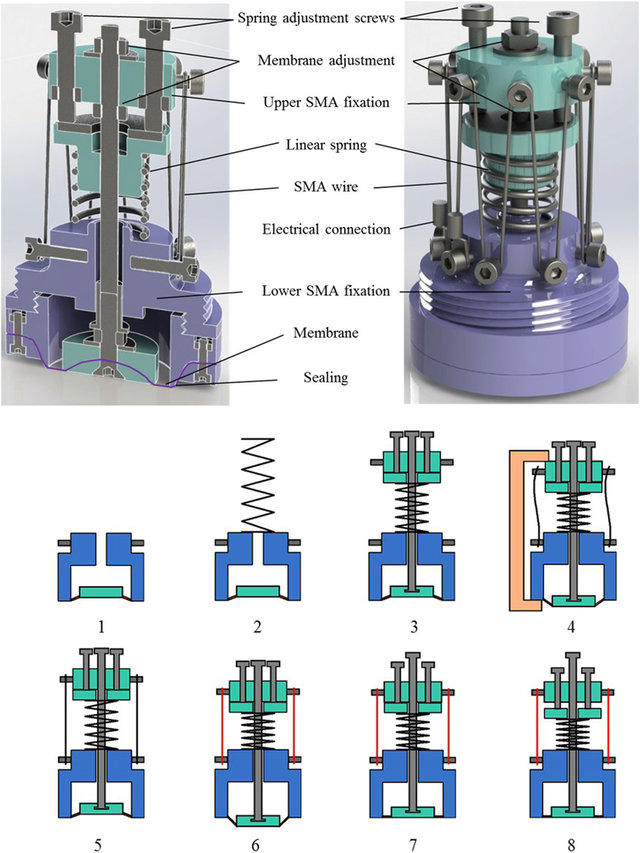 Spring adjustment screws
Membrane adjustment
Upper SMA fixation
Linear spring
SMA wire
Electrical connection
Lower SMA fixation
Membrane
Sealing
1 2 3 4
5 6 7 8